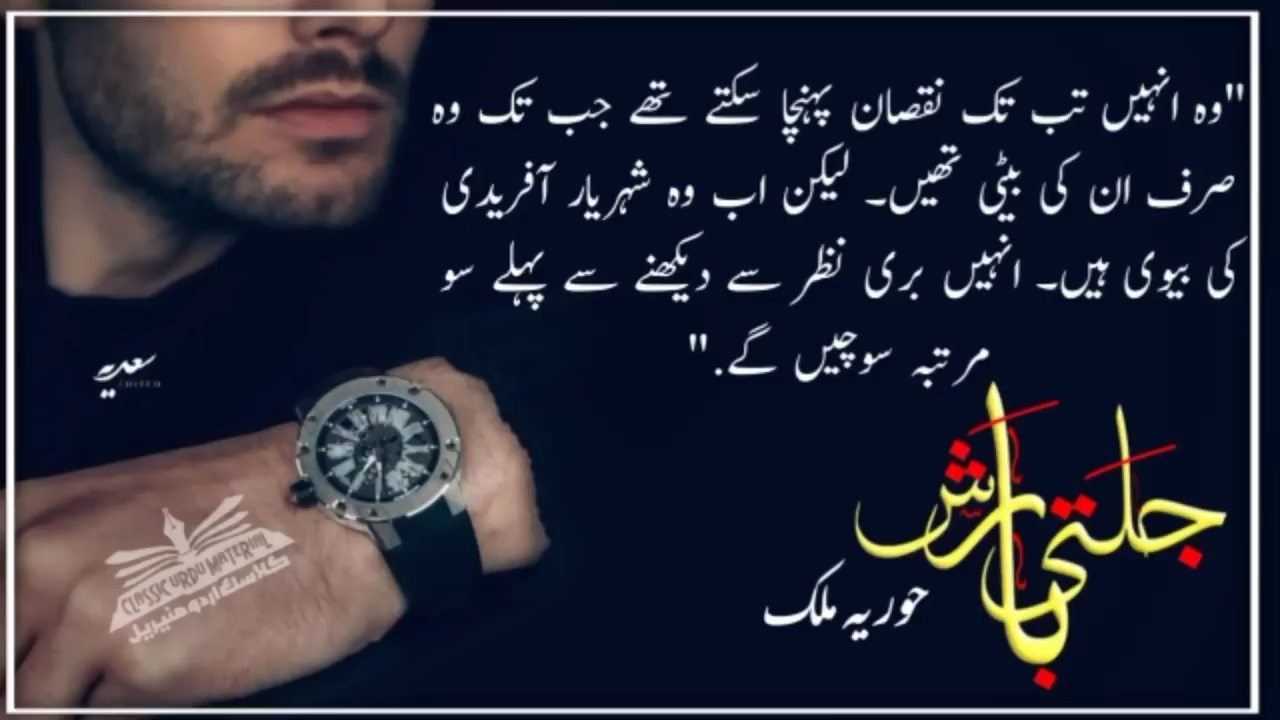 "وہ انہیں تب تک نقصان پہنچا سکتے تھے جب تک وہ
صرف ان کی بیٹی تھیں۔ لیکن اب وہ شہریار آفریدی
کی بیوی ہیں۔ انہیں بری نظر سے دیکھنے سے پہلے سو
مرتبہ سوچیں گے."
سعدیہ
EDITED
جلتی بارش
حوریہ ملک
CLASSIC URDU MATERIAL
کلاسک اردو مٹیریل